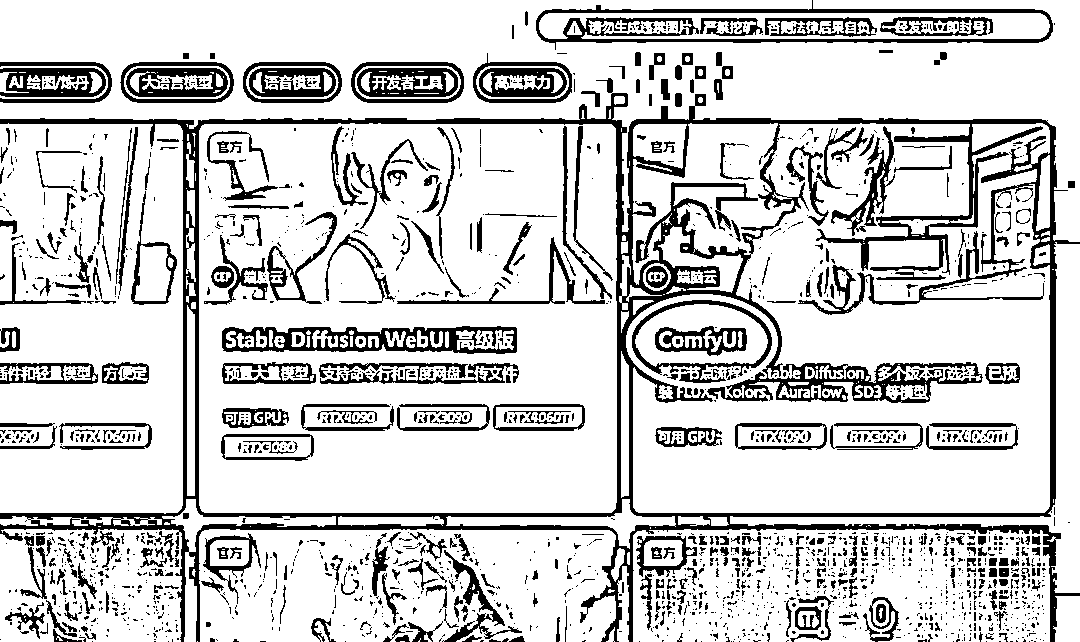 请勿生成违禁图片，严禁挖矿，否则法律后果自负，一经发现立即封号！
AI 绘图/炼丹
大语言模型
语音模型
开发者工具
高端算力
官方
端脑云
官方
端脑云
UI
插件和轻量模型，方便定
X3090
RTX4060TI
Stable Diffusion WebUI 高级版
预置大量模型，支持命令行和百度网盘上传文件
可用 GPU:
RTX4090
RTX3090
RTX4060TI
RTX3080
ComfyUI
基于节点流程的 Stable Diffusion，多个版本可选择，已预
装 FLUX、Kolors、AuraFlow、SD3 等模型
可用 GPU:
RTX4090
RTX3090
RTX4060TI
官方
官方